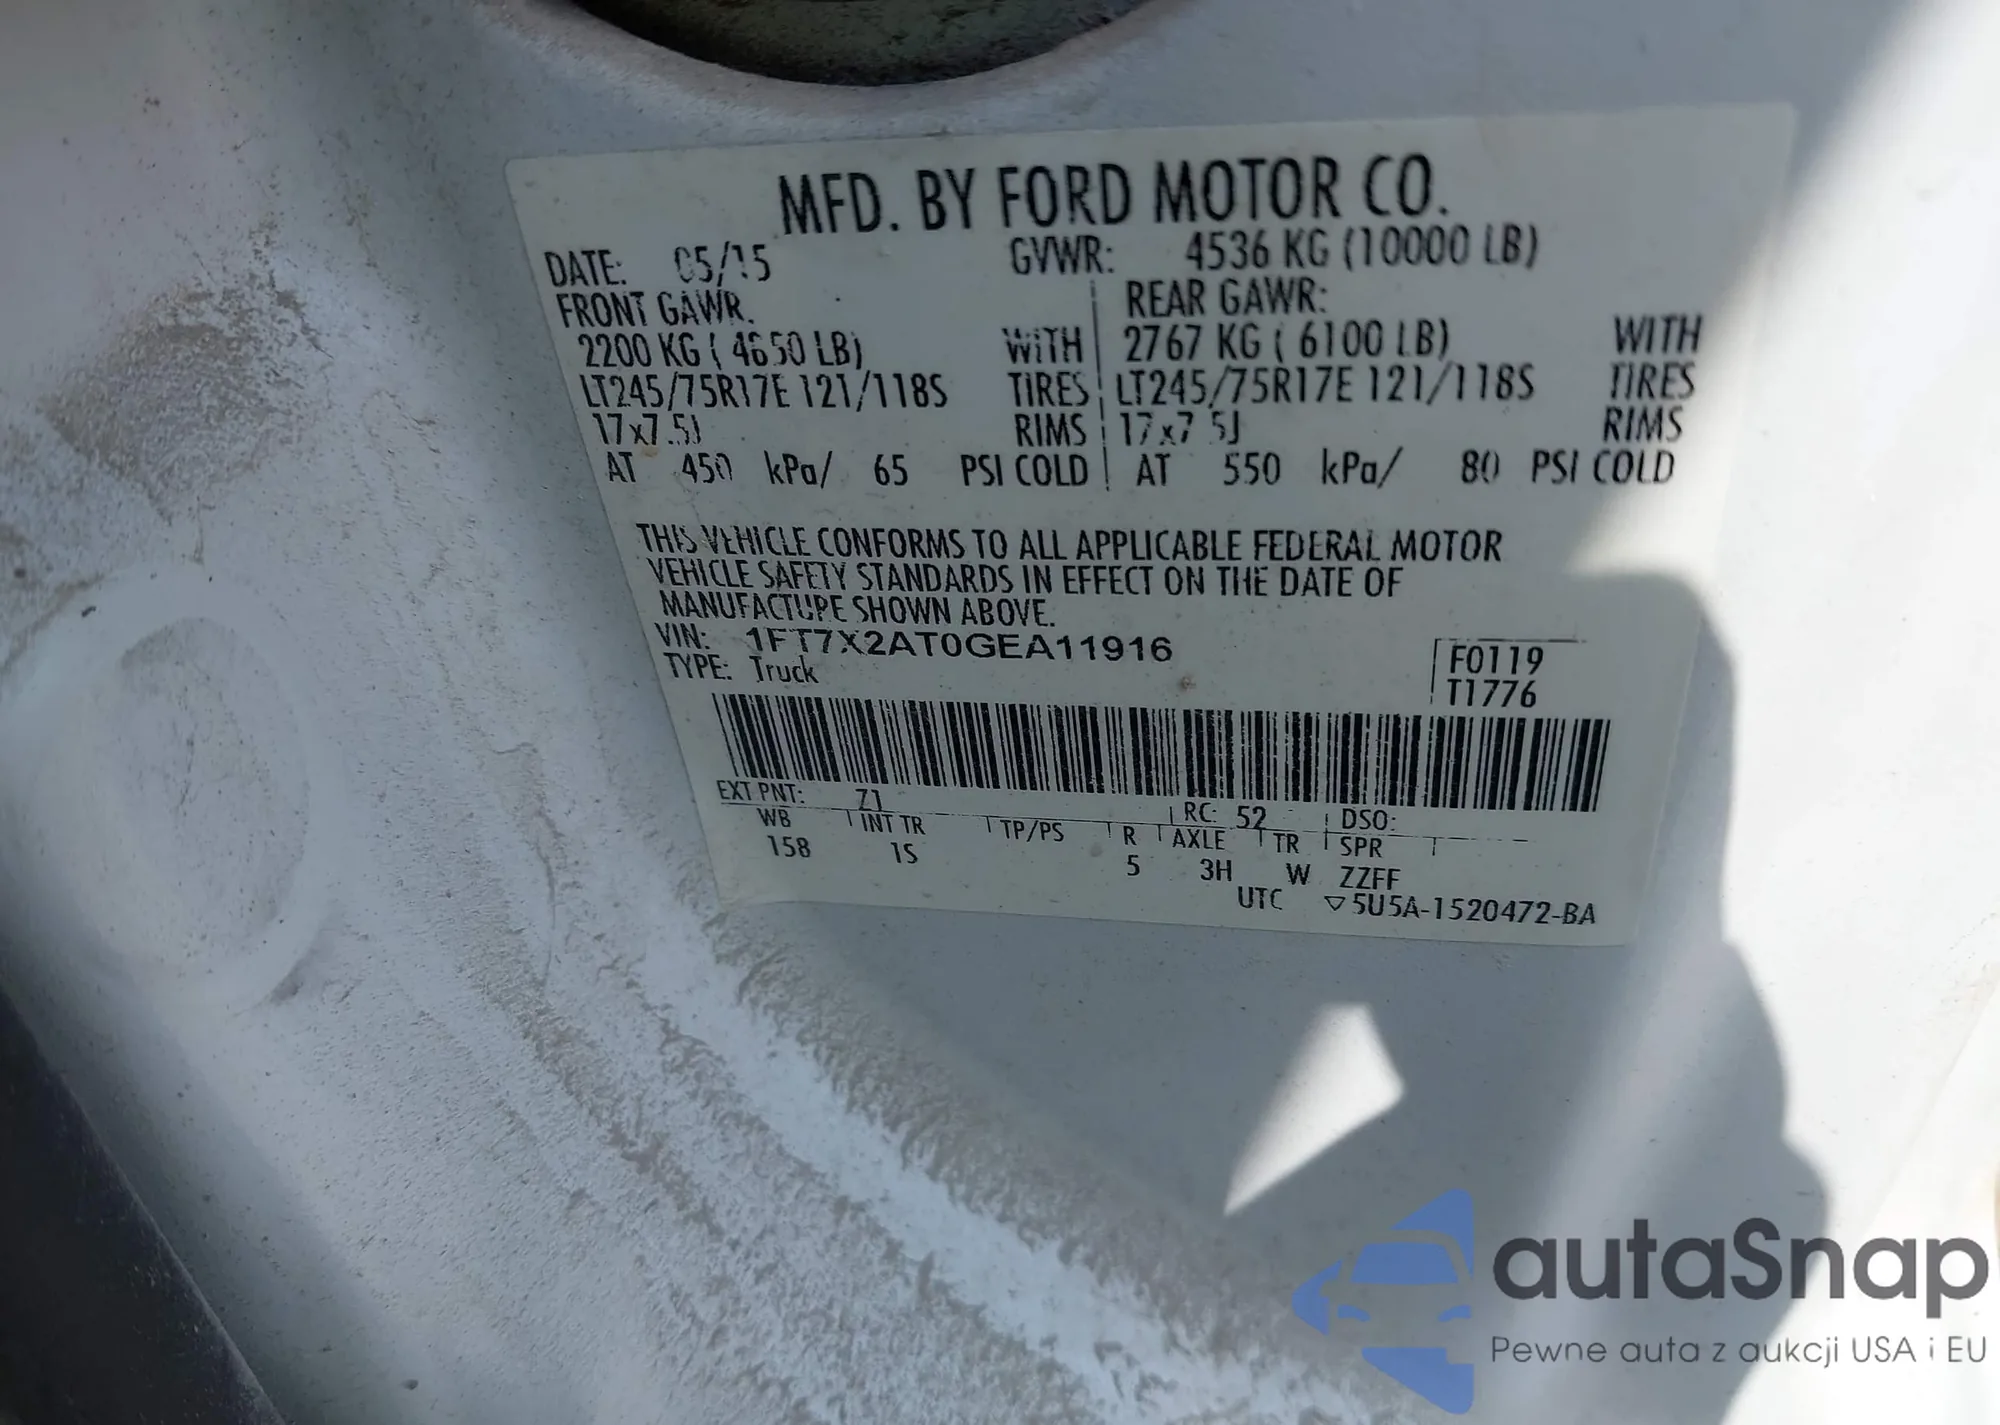 MFD. BY FORD MOTOR CO.
DATE: 05/15 GVWR: 4536 KG (10000 LB)
FRONT GAWR: REAR GAWR:
2200 KG ( 4650 LB) WITH 2767 KG ( 6100 LB) WITH
LT245/75R17E 121/118S TIRES LT245/75R17E 121/118S TIRES
17x7.5J RIMS 17x7.5J RIMS
AT 450 kPa/ 65 PSI COLD AT 550 kPa/ 80 PSI COLD
THIS VEHICLE CONFORMS TO ALL APPLICABLE FEDERAL MOTOR
VEHICLE SAFETY STANDARDS IN EFFECT ON THE DATE OF
MANUFACTURE SHOWN ABOVE.
VIN: 1FT7X2AT0GEA11916
TYPE: Truck
F0119
T1776
EXT PNT: Z1 RC: 52 DSO:
WB INT TR TP/PS R AXLE TR SPR
158 1S 5 3H W ZZFF
UTC ▽5U5A-1520472-BA
autaSnap
Pewne auta z aukcji USA i EU